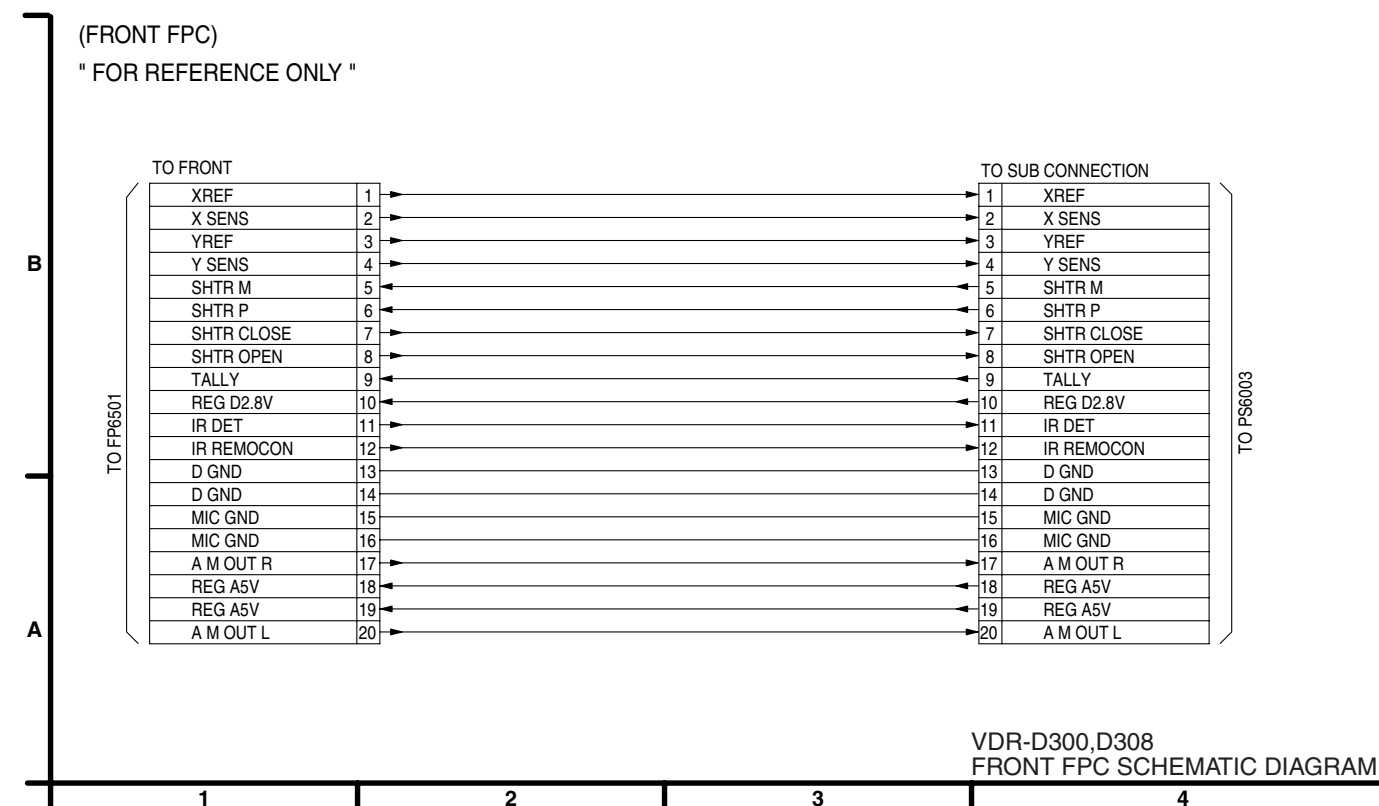 (FRONT FPC)
" FOR REFERENCE ONLY "
TO FRONT TO SUB CONNECTION
XREF 1 1 XREF
X SENS 2 2 X SENS
YREF 3 3 YREF
Y SENS 4 4 Y SENS
SHTR M 5 5 SHTR M
SHTR P 6 6 SHTR P
SHTR CLOSE 7 7 SHTR CLOSE
SHTR OPEN 8 8 SHTR OPEN
TALLY 9 9 TALLY
REG D2.8V 10 10 REG D2.8V
IR DET 11 11 IR DET
IR REMOCON 12 12 IR REMOCON
D GND 13 13 D GND
D GND 14 14 D GND
MIC GND 15 15 MIC GND
MIC GND 16 16 MIC GND
A M OUT R 17 17 A M OUT R
REG A5V 18 18 REG A5V
REG A5V 19 19 REG A5V
A M OUT L 20 20 A M OUT L
TO FP6501
TO PS6003
B
A
VDR-D300,D308
FRONT FPC SCHEMATIC DIAGRAM
1 2 3 4